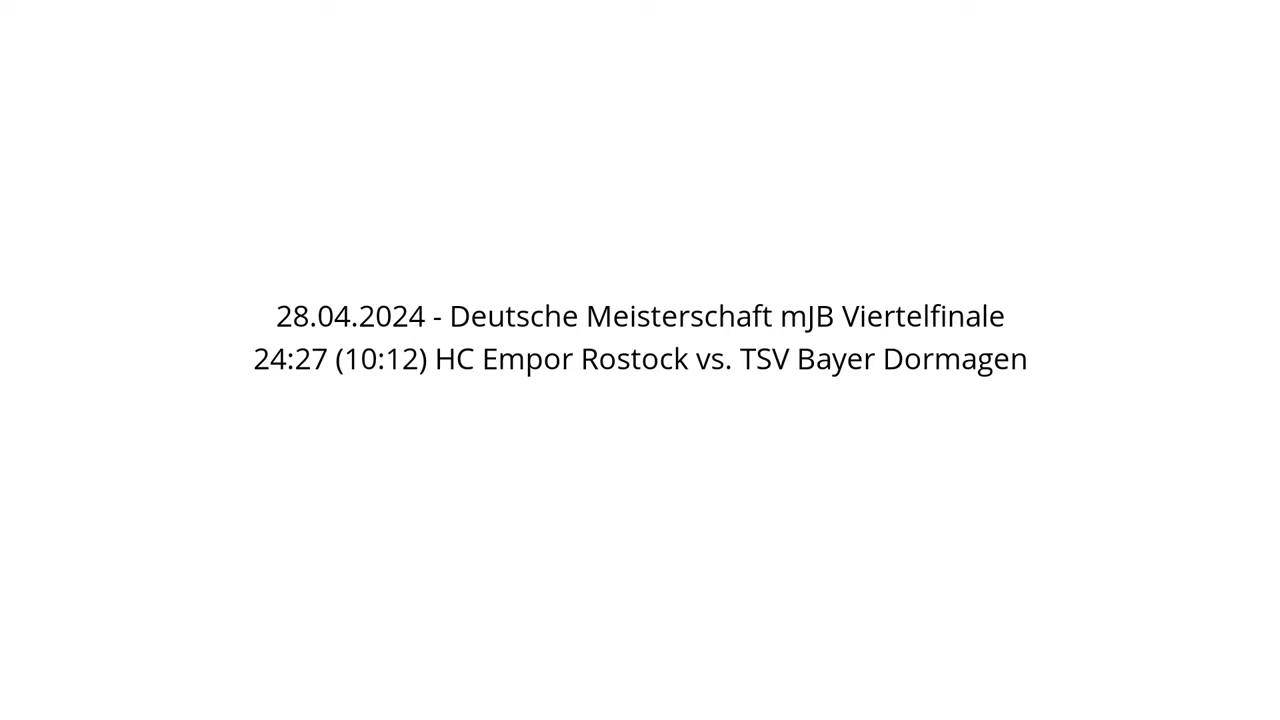 28.04.2024 - Deutsche Meisterschaft mJB Viertelfinale
24:27 (10:12) HC Empor Rostock vs. TSV Bayer Dormagen